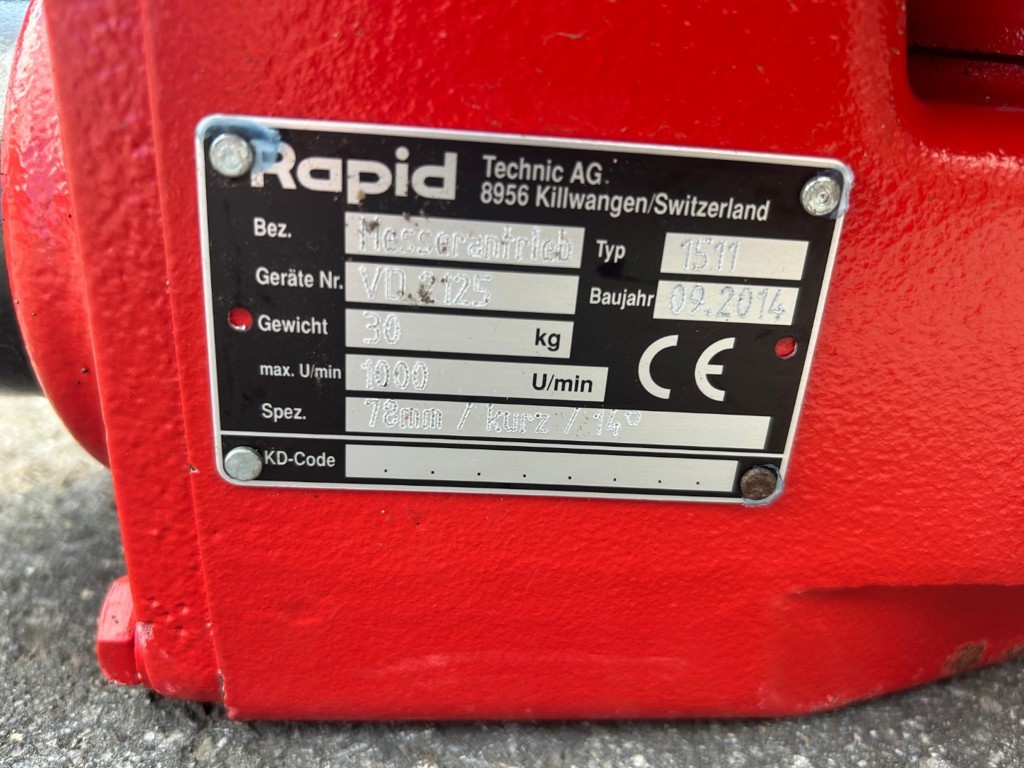 Rapid Technic AG
8956 Killwangen/Switzerland
Bez. Messerantrieb Typ 1511
Geräte Nr. VD.2125 Baujahr 09.2014
Gewicht 30 kg
CE
max. U/min 1000 U/min
Spez. 78mm / kurz / 14°
KD-Code . . . . . . . .